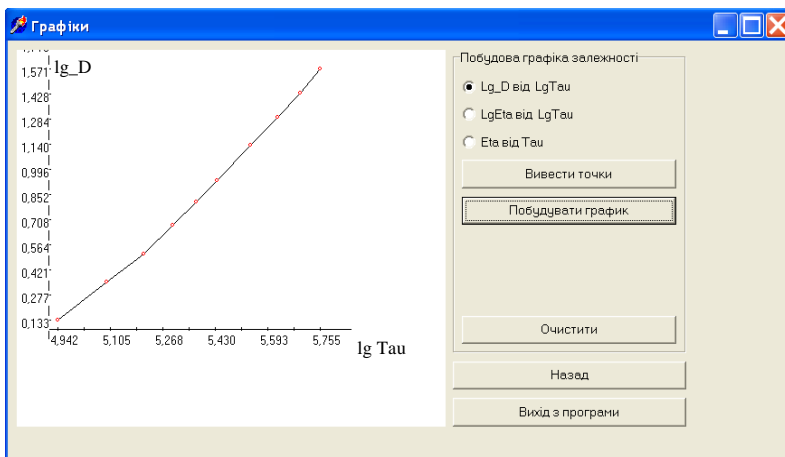 Графіки
lg_D
1,571
1,428
1,284
1,140
0,996
0,852
0,708
0,564
0,421
0,277
0,133
4,942 5,105 5,268 5,430 5,593 5,755
lg Tau
Побудова графіка залежності
Lg_D від LgTau
LgEta від LgTau
Eta від Tau
Вивести точки
Побудувати график
Очистити
Назад
Вихід з програми